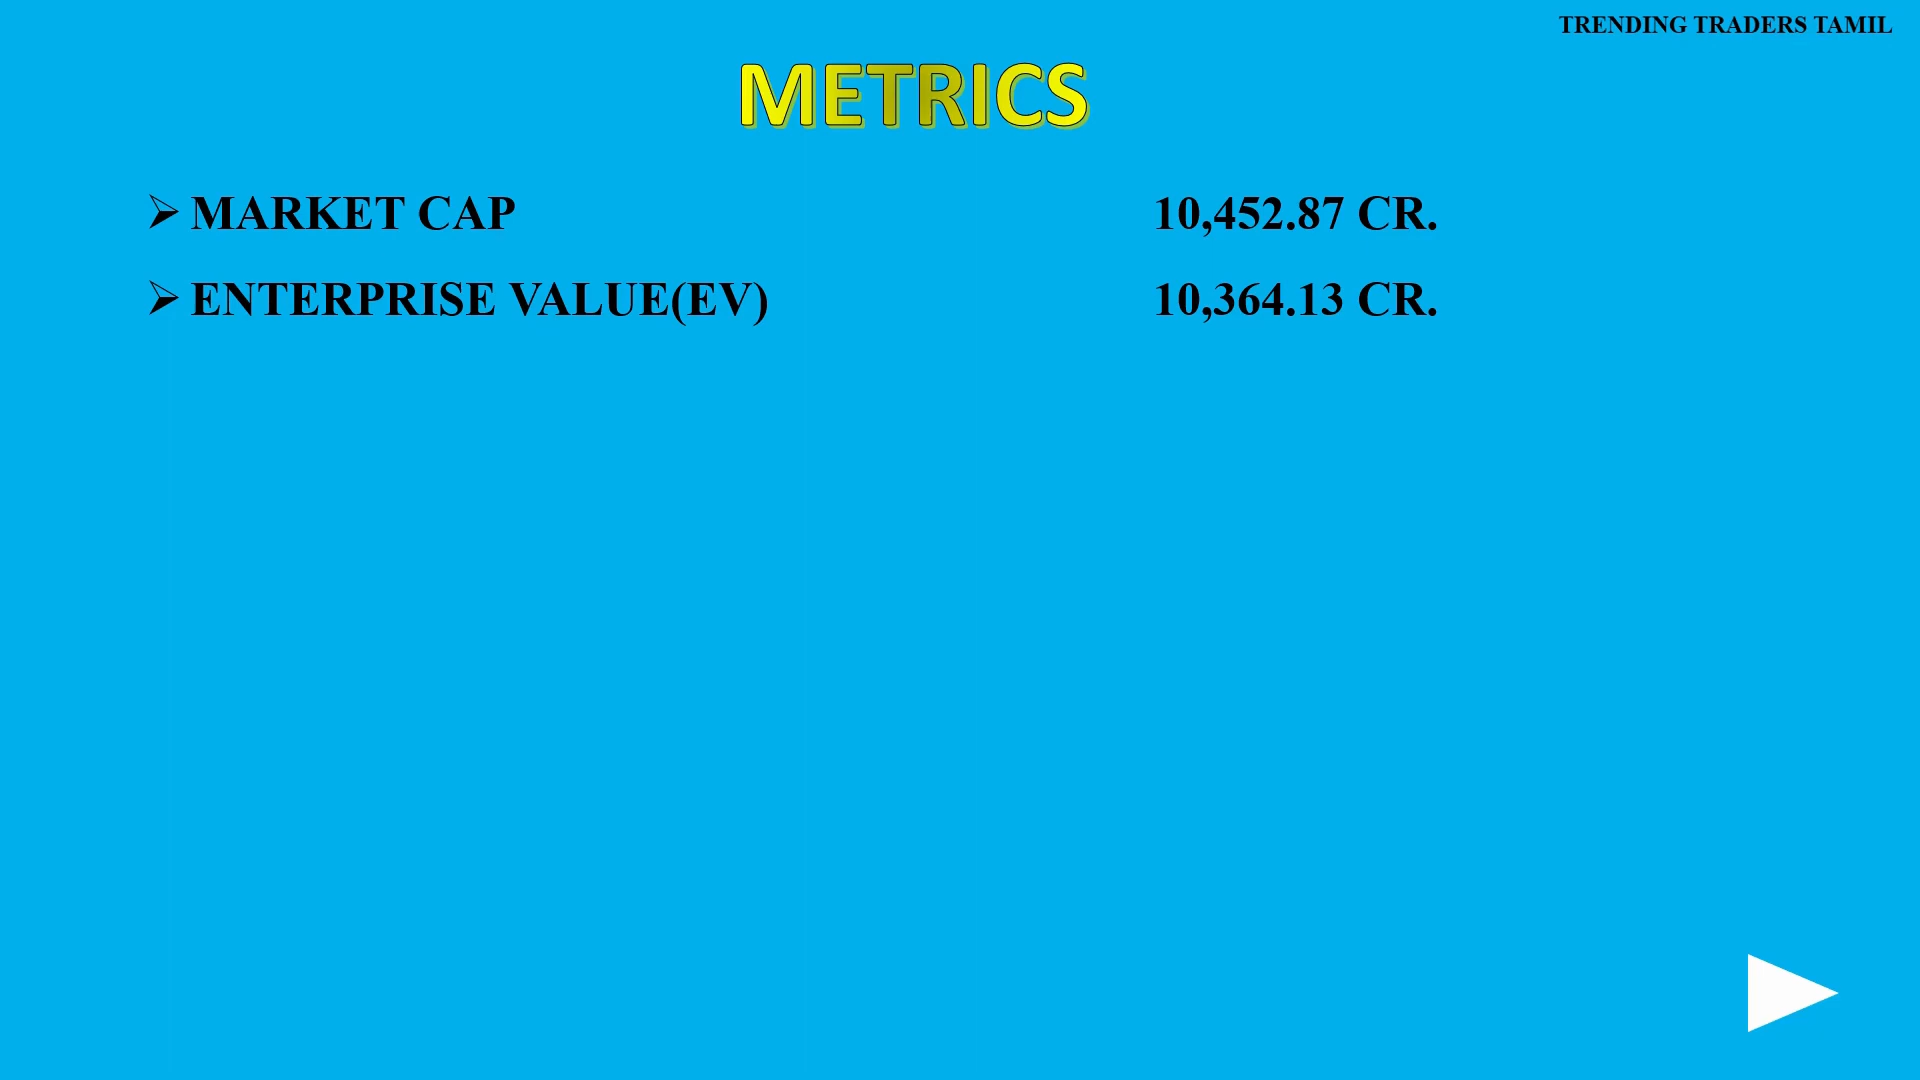 TRENDING TRADERS TAMIL
METRICS
➢ MARKET CAP 10,452.87 CR.
➢ ENTERPRISE VALUE(EV) 10,364.13 CR.